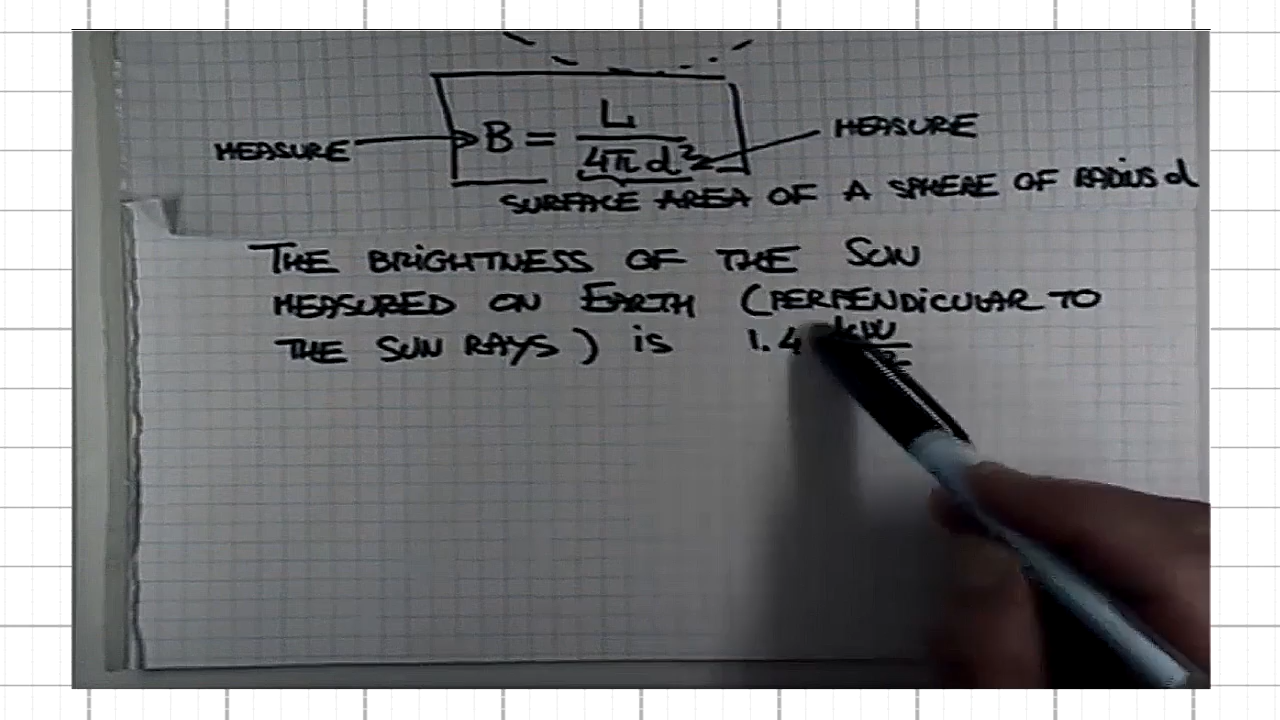 MEASURE B = L / 4πd² MEASURE
SURFACE AREA OF A SPHERE OF RADIUS d
THE BRIGHTNESS OF THE SUN
MEASURED ON EARTH (PERPENDICULAR TO
THE SUN RAYS) is 1.4 kW